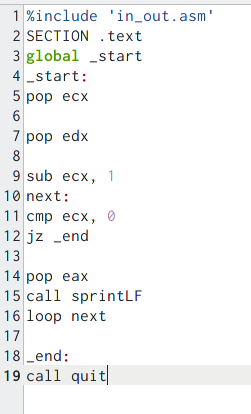 1 %include 'in_out.asm'
2 SECTION .text
3 global _start
4 _start:
5 pop ecx
6
7 pop edx
8
9 sub ecx, 1
10 next:
11 cmp ecx, 0
12 jz _end
13
14 pop eax
15 call sprintLF
16 loop next
17
18 _end:
19 call quit